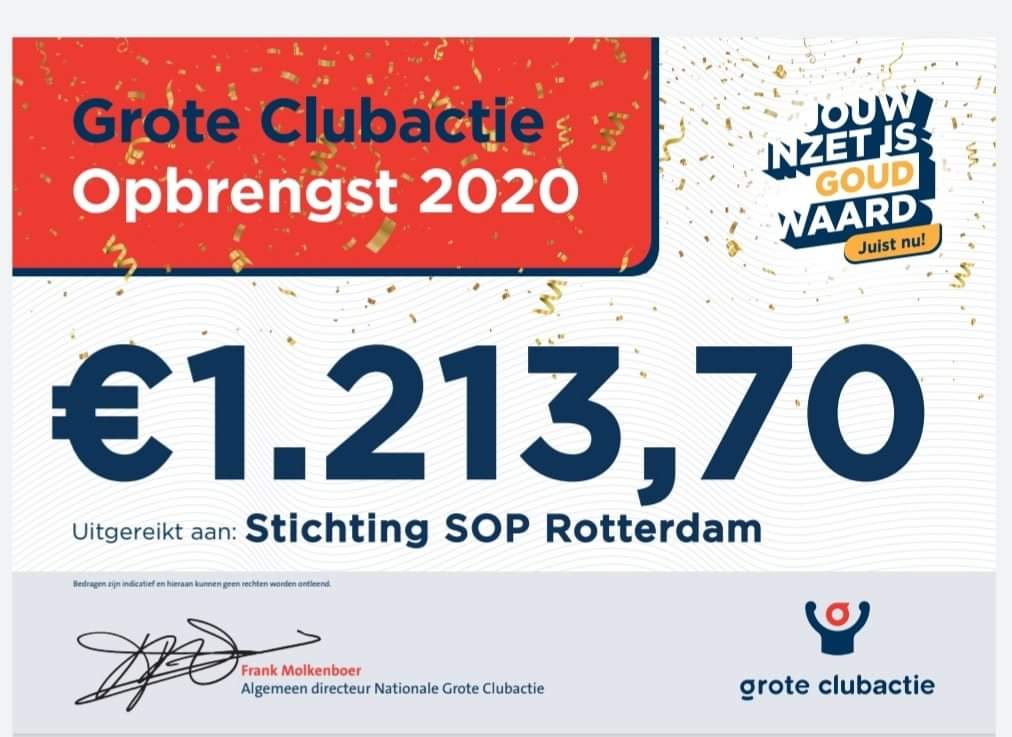 Grote Clubactie
Opbrengst 2020
JOUW
INZET IS
GOUD
WAARD
Juist nu!
€1.213,70
Uitgereikt aan: Stichting SOP Rotterdam
Bedragen zijn indicatief en hieraan kunnen geen rechten worden ontleend.
Frank Molkenboer
Algemeen directeur Nationale Grote Clubactie
grote clubactie